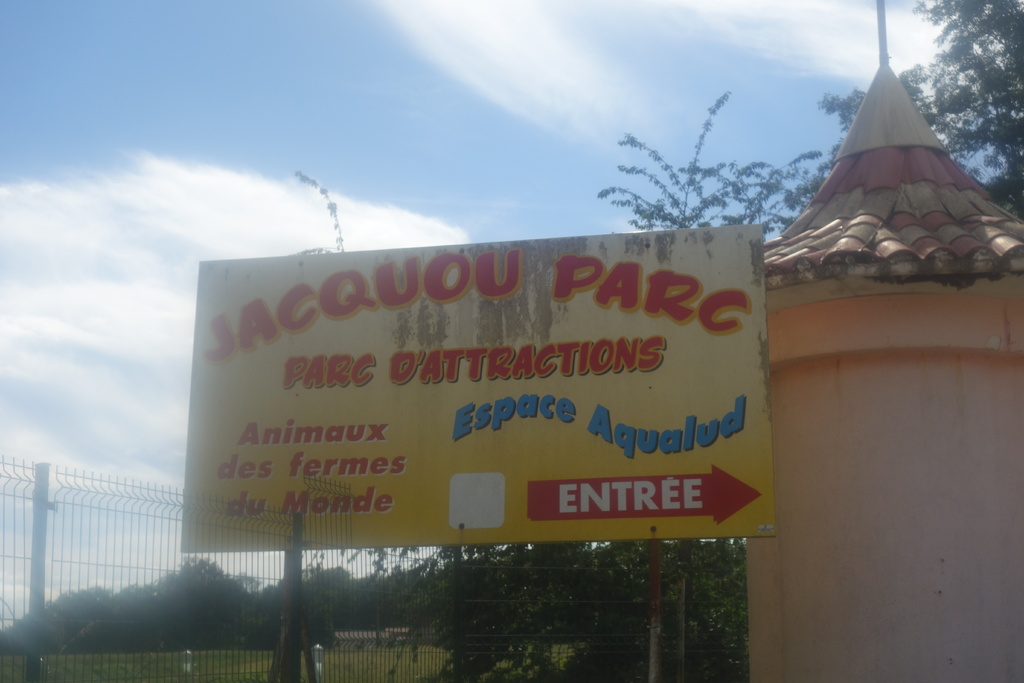 JACQUOU PARC
PARC D'ATTRACTIONS
Espace Aqualud
Animaux
des fermes
du Monde
ENTRÉE